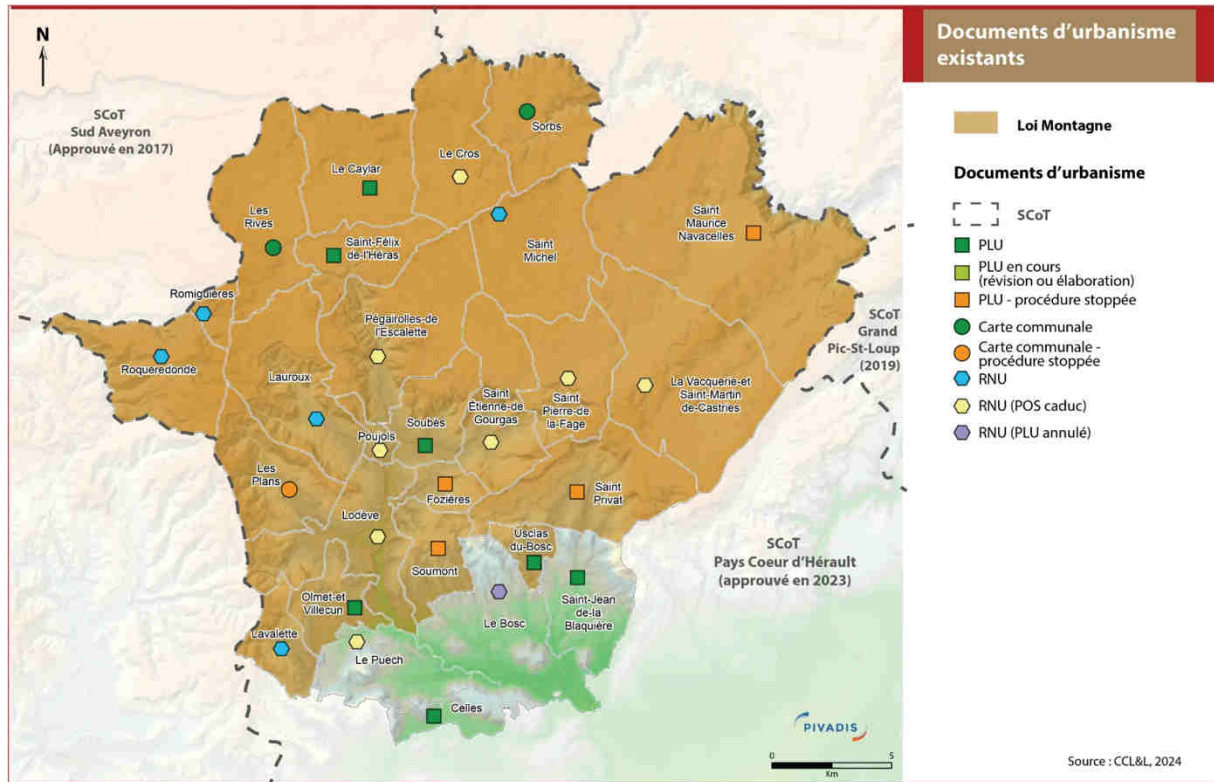 Documents d'urbanisme
existants
N
SCoT
Sud Aveyron
(Approuvé en 2017)
Sorbs
Le Cros
Le Caylar
Les
Rives
Saint-Félix
de-l'Héras
Saint
Michel
Saint
Maurice
Navacelles
Romiguières
Pégairolles-de
l'Escalette
SCoT
Grand
Pic-St-Loup
(2019)
Roqueredonde
Lauroux
Saint
Étienne-de
Gourgas
Saint
Pierre-de
la-Fage
La Vacquerie-et
Saint-Martin
de-Castries
Soubès
Poujols
Les
Plans
Fozières
Saint
Privat
Lodève
Soumont
Usclas
du-Bosc
SCoT
Pays Coeur d'Hérault
(approuvé en 2023)
Olmet-et
Villecun
Le Bosc
Saint-Jean
de-la
Blaquière
Lavalette
Le Puech
Celles
PIVADIS
0 5
Km
Loi Montagne
Documents d'urbanisme
SCoT
PLU
PLU en cours
(révision ou élaboration)
PLU - procédure stoppée
Carte communale
Carte communale -
procédure stoppée
RNU
RNU (POS caduc)
RNU (PLU annulé)
Source : CCL&L, 2024